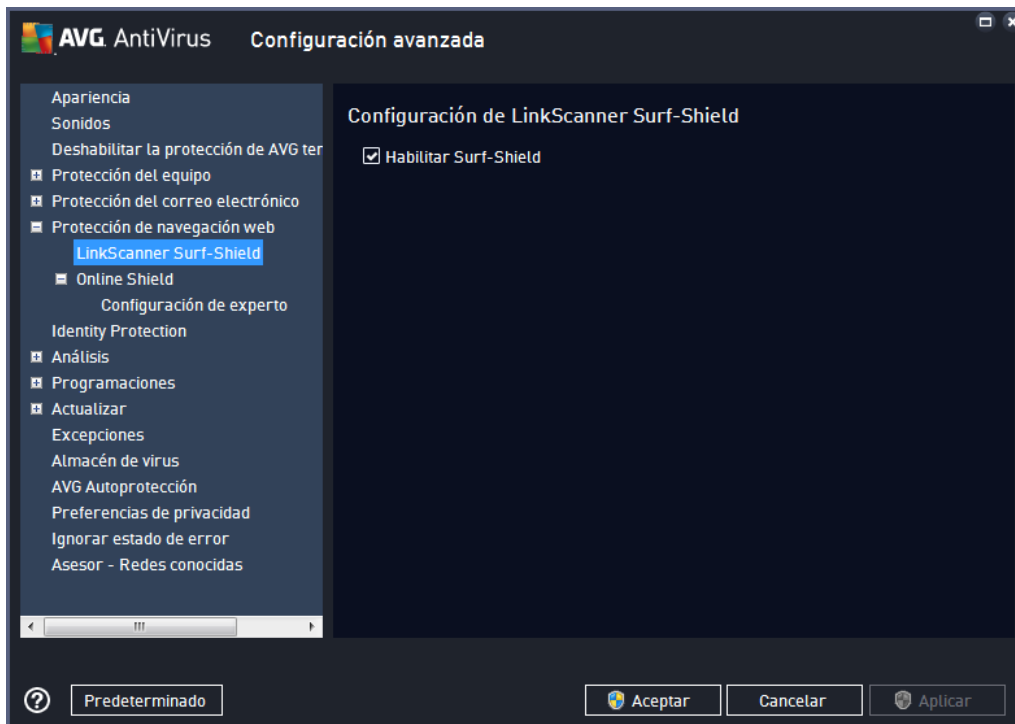 AVG. AntiVirus Configuración avanzada
Apariencia
Sonidos
Deshabilitar la protección de AVG ter
Protección del equipo
Protección del correo electrónico
Protección de navegación web
LinkScanner Surf-Shield
Online Shield
Configuración de experto
Identity Protection
Análisis
Programaciones
Actualizar
Excepciones
Almacén de virus
AVG Autoprotección
Preferencias de privacidad
Ignorar estado de error
Asesor - Redes conocidas
Configuración de LinkScanner Surf-Shield
Habilitar Surf-Shield
? Predeterminado Aceptar Cancelar Aplicar